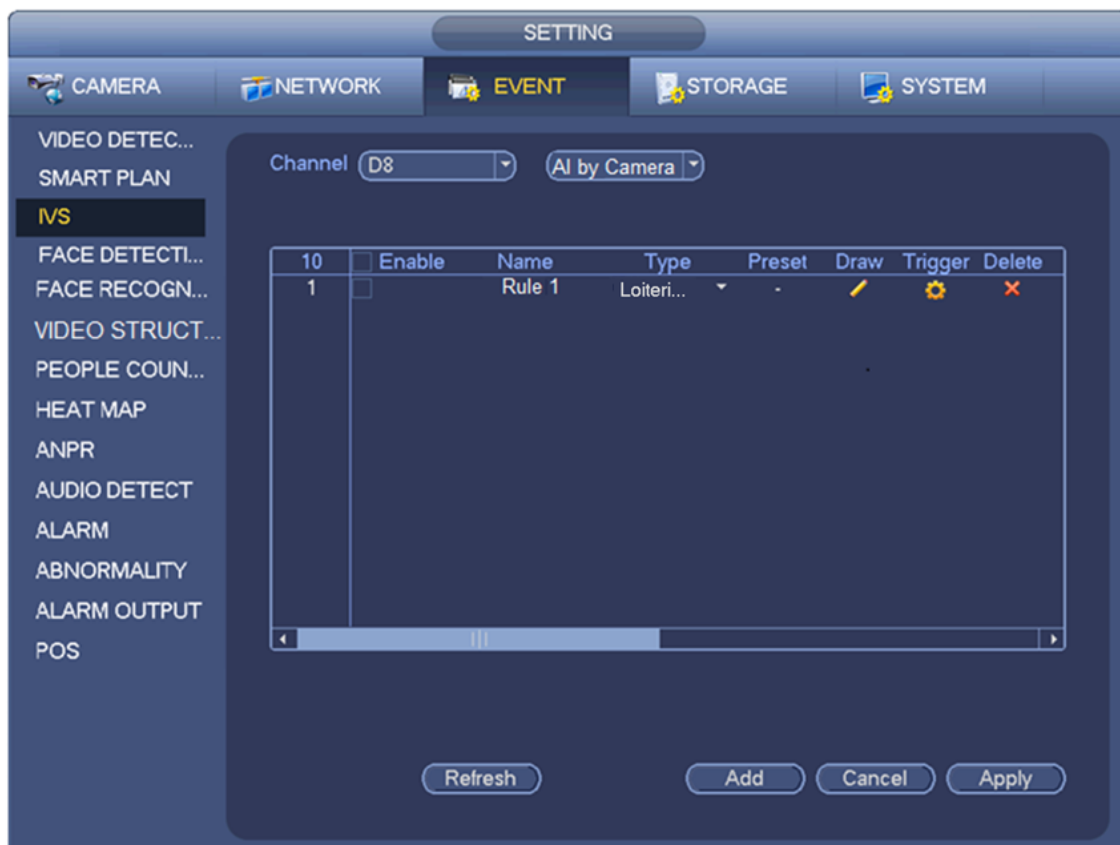 SETTING
CAMERA NETWORK EVENT STORAGE SYSTEM
VIDEO DETEC...
SMART PLAN
IVS
FACE DETECTI...
FACE RECOGN...
VIDEO STRUCT...
PEOPLE COUN...
HEAT MAP
ANPR
AUDIO DETECT
ALARM
ABNORMALITY
ALARM OUTPUT
POS
Channel D8 AI by Camera
10 Enable Name Type Preset Draw Trigger Delete
1 Rule 1 Loiteri... -
Refresh Add Cancel Apply